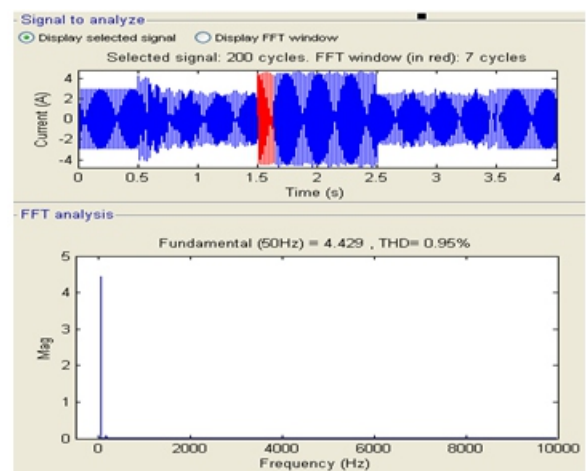 Signal to analyze
Display selected signal Display FFT window
Selected signal: 200 cycles. FFT window (in red): 7 cycles
4
2
0
-2
-4
Current (A)
0 0.5 1 1.5 2 2.5 3 3.5 4
Time (s)
FFT analysis
Fundamental (50Hz) = 4.429 , THD= 0.95%
5
4
3
2
1
0
Mag
0 2000 4000 6000 8000 10000
Frequency (Hz)